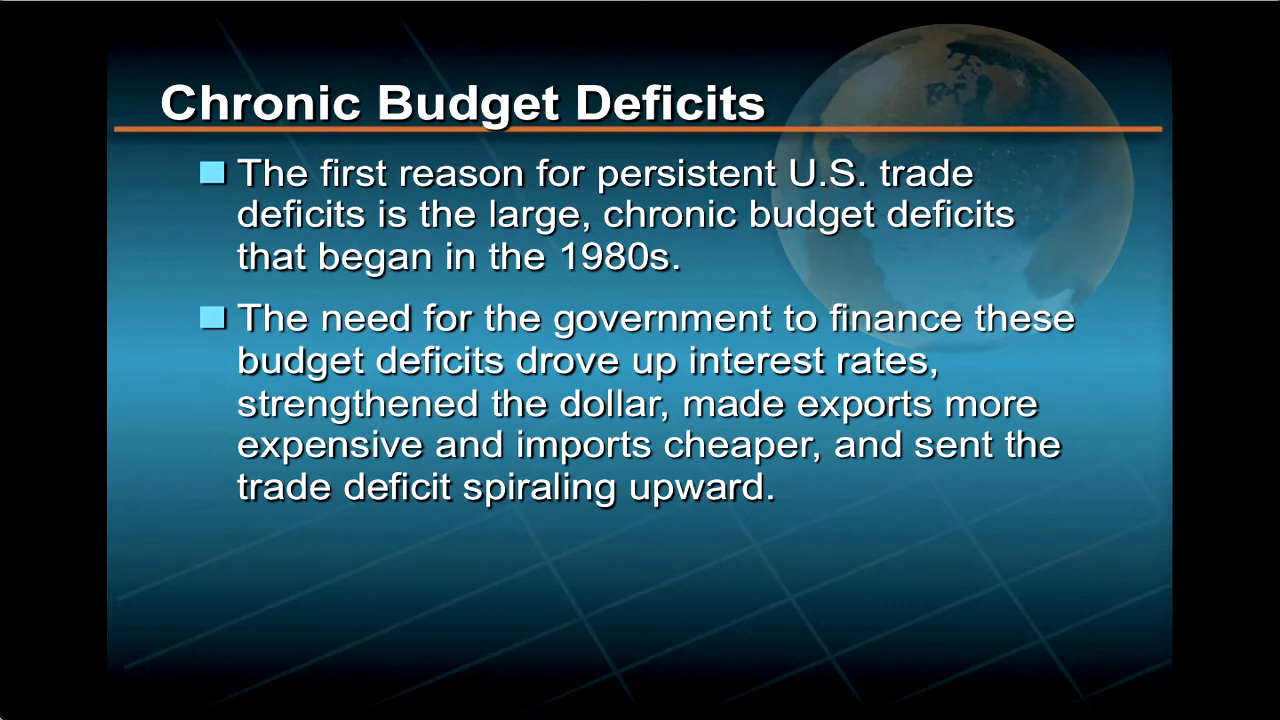 Chronic Budget Deficits
The first reason for persistent U.S. trade
deficits is the large, chronic budget deficits
that began in the 1980s.
The need for the government to finance these
budget deficits drove up interest rates,
strengthened the dollar, made exports more
expensive and imports cheaper, and sent the
trade deficit spiraling upward.